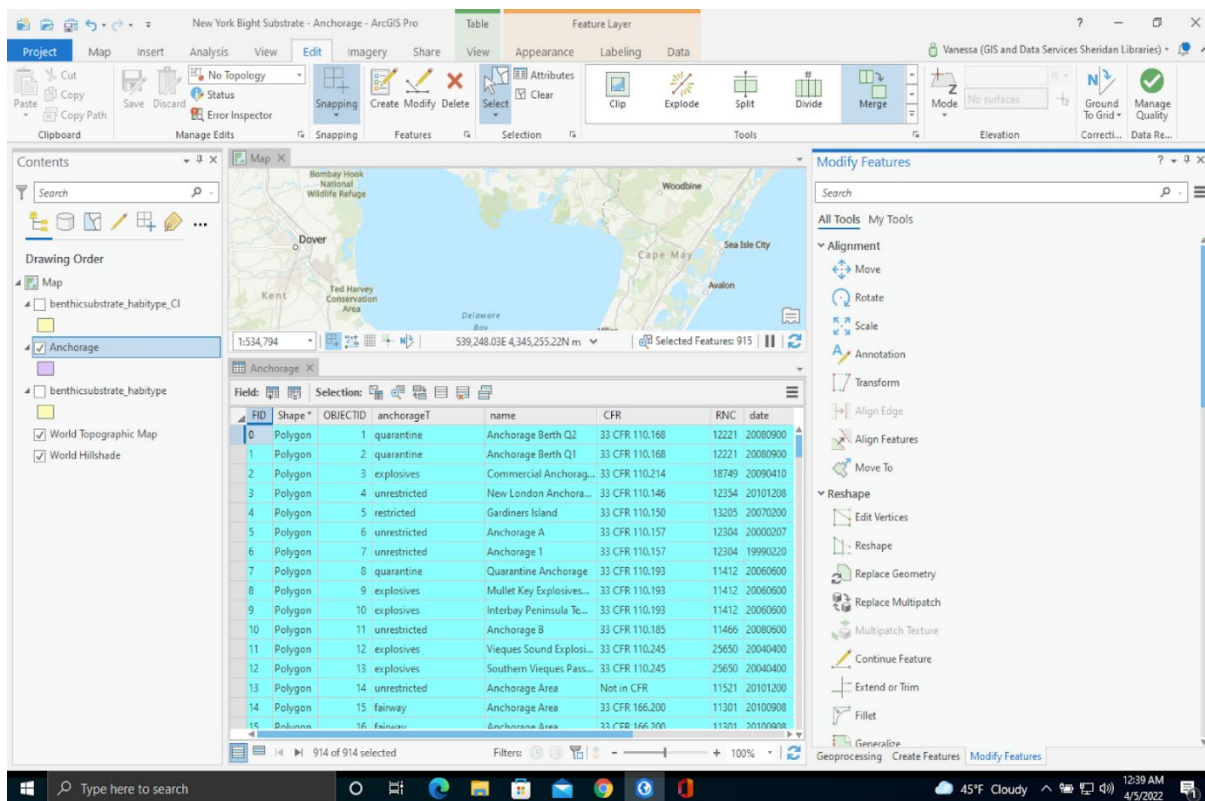 New York Bight Substrate - Anchorage - ArcGIS Pro
Table
Feature Layer
?
Project Map Insert Analysis View Edit Imagery Share View Appearance Labeling Data
Vanessa (GIS and Data Services Sheridan Libraries)
Paste
Cut
Copy
Copy Path
Clipboard
Save Discard
No Topology
Status
Error Inspector
Manage Edits
Snapping
Snapping
Create Modify Delete
Features
Select
Attributes
Clear
Selection
Clip Explode Split Divide Merge
Tools
Mode
No surfaces
Elevation
Ground To Grid
Correcti...
Manage Quality
Data Re...
Contents
Search
Drawing Order
Map
benthicsubstrate_habitype_Cl
Anchorage
benthicsubstrate_habitype
World Topographic Map
World Hillshade
Map
Bombay Hook
National
Wildlife Refuge
Woodbine
Dover
Sea Isle City
Cape May
Kent
Ted Harvey
Conservation
Area
Avalon
Delaware
Bay
1:534,794
539,248.03E 4,345,255.22N m
Selected Features: 915
Anchorage
Field: Selection:
FID Shape * OBJECTID anchorageT name CFR RNC date
0 Polygon 1 quarantine Anchorage Berth Q2 33 CFR 110.168 12221 20080900
1 Polygon 2 quarantine Anchorage Berth Q1 33 CFR 110.168 12221 20080900
2 Polygon 3 explosives Commercial Anchorag... 33 CFR 110.214 18749 20090410
3 Polygon 4 unrestricted New London Anchora... 33 CFR 110.146 12354 20101208
4 Polygon 5 restricted Gardiners Island 33 CFR 110.150 13205 20070200
5 Polygon 6 unrestricted Anchorage A 33 CFR 110.157 12304 20000207
6 Polygon 7 unrestricted Anchorage 1 33 CFR 110.157 12304 19990220
7 Polygon 8 quarantine Quarantine Anchorage 33 CFR 110.193 11412 20060600
8 Polygon 9 explosives Mullet Key Explosives... 33 CFR 110.193 11412 20060600
9 Polygon 10 explosives Interbay Peninsula Te... 33 CFR 110.193 11412 20060600
10 Polygon 11 unrestricted Anchorage B 33 CFR 110.185 11466 20080600
11 Polygon 12 explosives Vieques Sound Explosi... 33 CFR 110.245 25650 20040400
12 Polygon 13 explosives Southern Vieques Pass... 33 CFR 110.245 25650 20040400
13 Polygon 14 unrestricted Anchorage Area Not in CFR 11521 20101200
14 Polygon 15 fairway Anchorage Area 33 CFR 166.200 11301 20100908
15 Polygon 16 fairway Anchorage Area 33 CFR 166.200 11301 20100908
914 of 914 selected
Filters:
100%
Modify Features
?
Search
All Tools My Tools
Alignment
Move
Rotate
Scale
Annotation
Transform
Align Edge
Align Features
Move To
Reshape
Edit Vertices
Reshape
Replace Geometry
Replace Multipatch
Multipatch Texture
Continue Feature
Extend or Trim
Fillet
Generalize
Geoprocessing Create Features Modify Features
Type here to search
45°F Cloudy
12:39 AM
4/5/2022